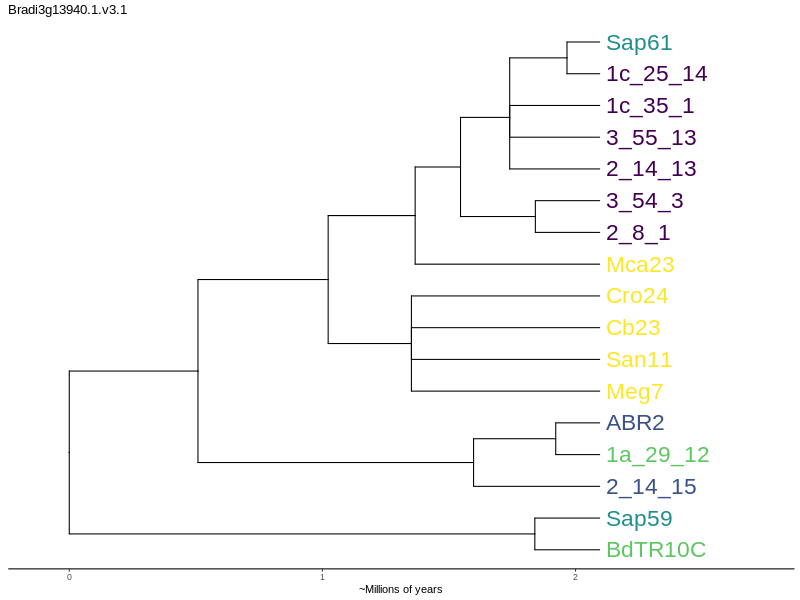 Bradi3g13940.1.v3.1
Sap61
1c_25_14
1c_35_1
3_55_13
2_14_13
3_54_3
2_8_1
Mca23
Cro24
Cb23
San11
Meg7
ABR2
1a_29_12
2_14_15
Sap59
BdTR10C
0 1 2
~Millions of years